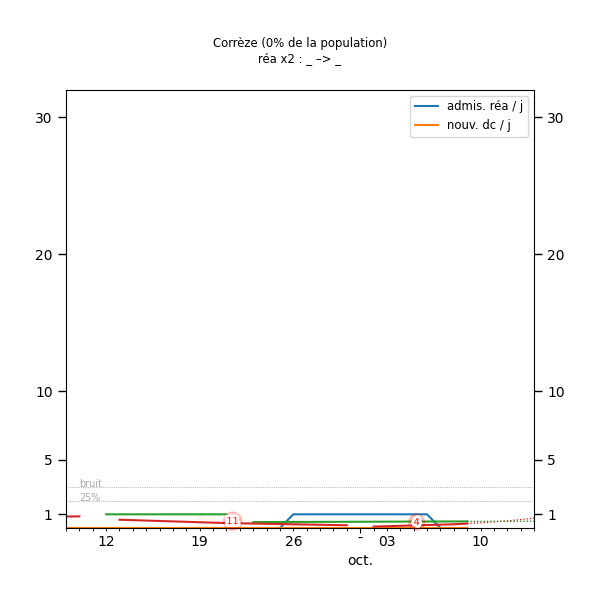 Corrèze (0% de la population)
réa x2 : _ –> _
admis. réa / j
nouv. dc / j
30 30
20 20
10 10
5 5
bruit
25%
1 11 4 1
12 19 26 - 03 10
oct.